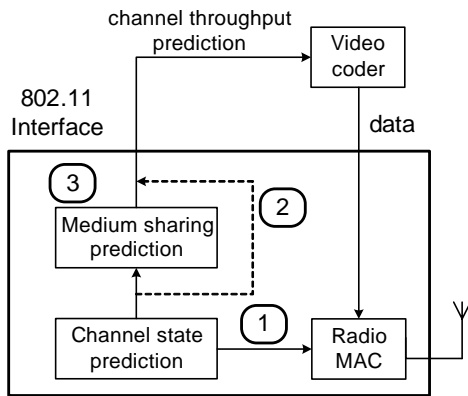 channel throughput
prediction
Video
coder
802.11
Interface
data
3
Medium sharing
prediction
2
Channel state
prediction
1
Radio
MAC